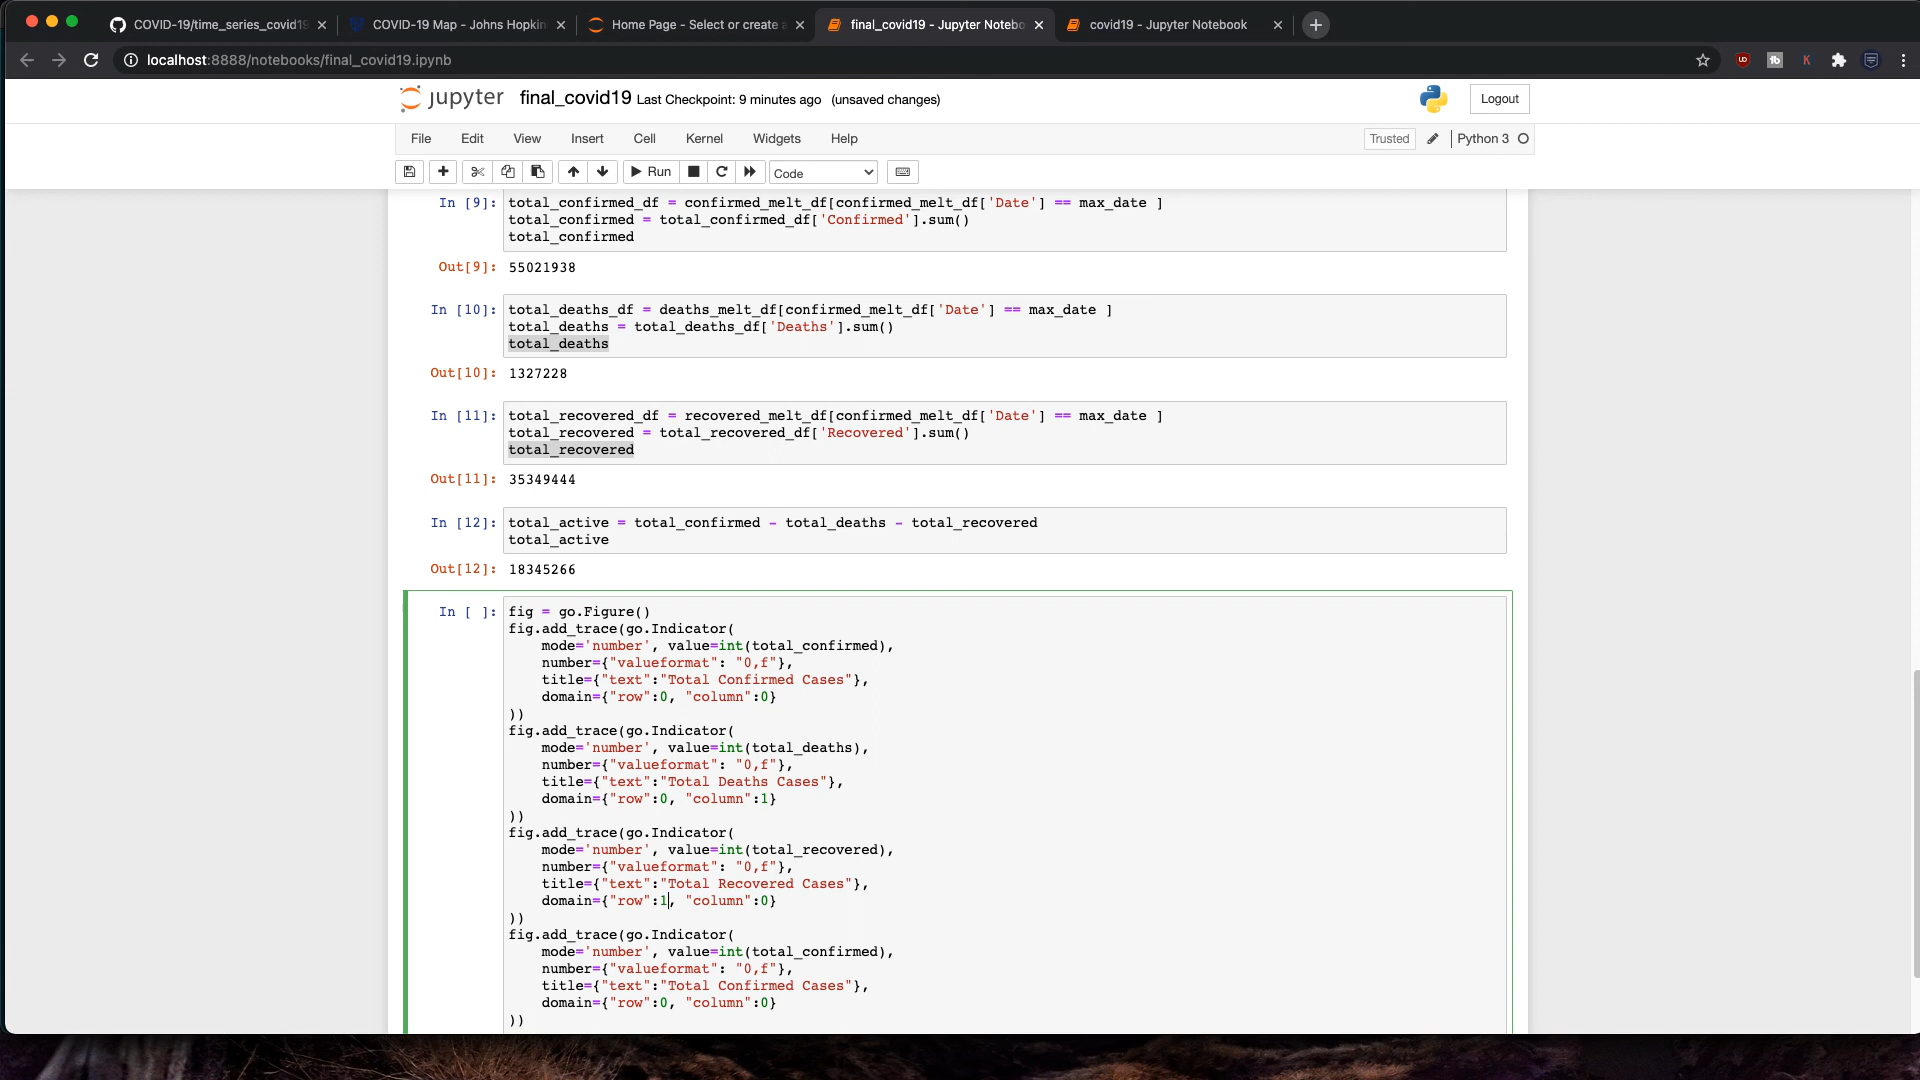 COVID-19/time_series_covid19
COVID-19 Map - Johns Hopkin
Home Page - Select or create a
final_covid19 - Jupyter Notebo
covid19 - Jupyter Notebook
localhost:8888/notebooks/final_covid19.ipynb
jupyter final_covid19 Last Checkpoint: 9 minutes ago (unsaved changes)
Logout
File Edit View Insert Cell Kernel Widgets Help
Trusted Python 3
Run Code
In [9]: total_confirmed_df = confirmed_melt_df[confirmed_melt_df['Date'] == max_date ]
total_confirmed = total_confirmed_df['Confirmed'].sum()
total_confirmed
Out[9]: 55021938
In [10]: total_deaths_df = deaths_melt_df[confirmed_melt_df['Date'] == max_date ]
total_deaths = total_deaths_df['Deaths'].sum()
total_deaths
Out[10]: 1327228
In [11]: total_recovered_df = recovered_melt_df[confirmed_melt_df['Date'] == max_date ]
total_recovered = total_recovered_df['Recovered'].sum()
total_recovered
Out[11]: 35349444
In [12]: total_active = total_confirmed - total_deaths - total_recovered
total_active
Out[12]: 18345266
In [ ]: fig = go.Figure()
fig.add_trace(go.Indicator(
mode='number', value=int(total_confirmed),
number={"valueformat": "0,f"},
title={"text":"Total Confirmed Cases"},
domain={"row":0, "column":0}
))
fig.add_trace(go.Indicator(
mode='number', value=int(total_deaths),
number={"valueformat": "0,f"},
title={"text":"Total Deaths Cases"},
domain={"row":0, "column":1}
))
fig.add_trace(go.Indicator(
mode='number', value=int(total_recovered),
number={"valueformat": "0,f"},
title={"text":"Total Recovered Cases"},
domain={"row":1, "column":0}
))
fig.add_trace(go.Indicator(
mode='number', value=int(total_confirmed),
number={"valueformat": "0,f"},
title={"text":"Total Confirmed Cases"},
domain={"row":0, "column":0}
))